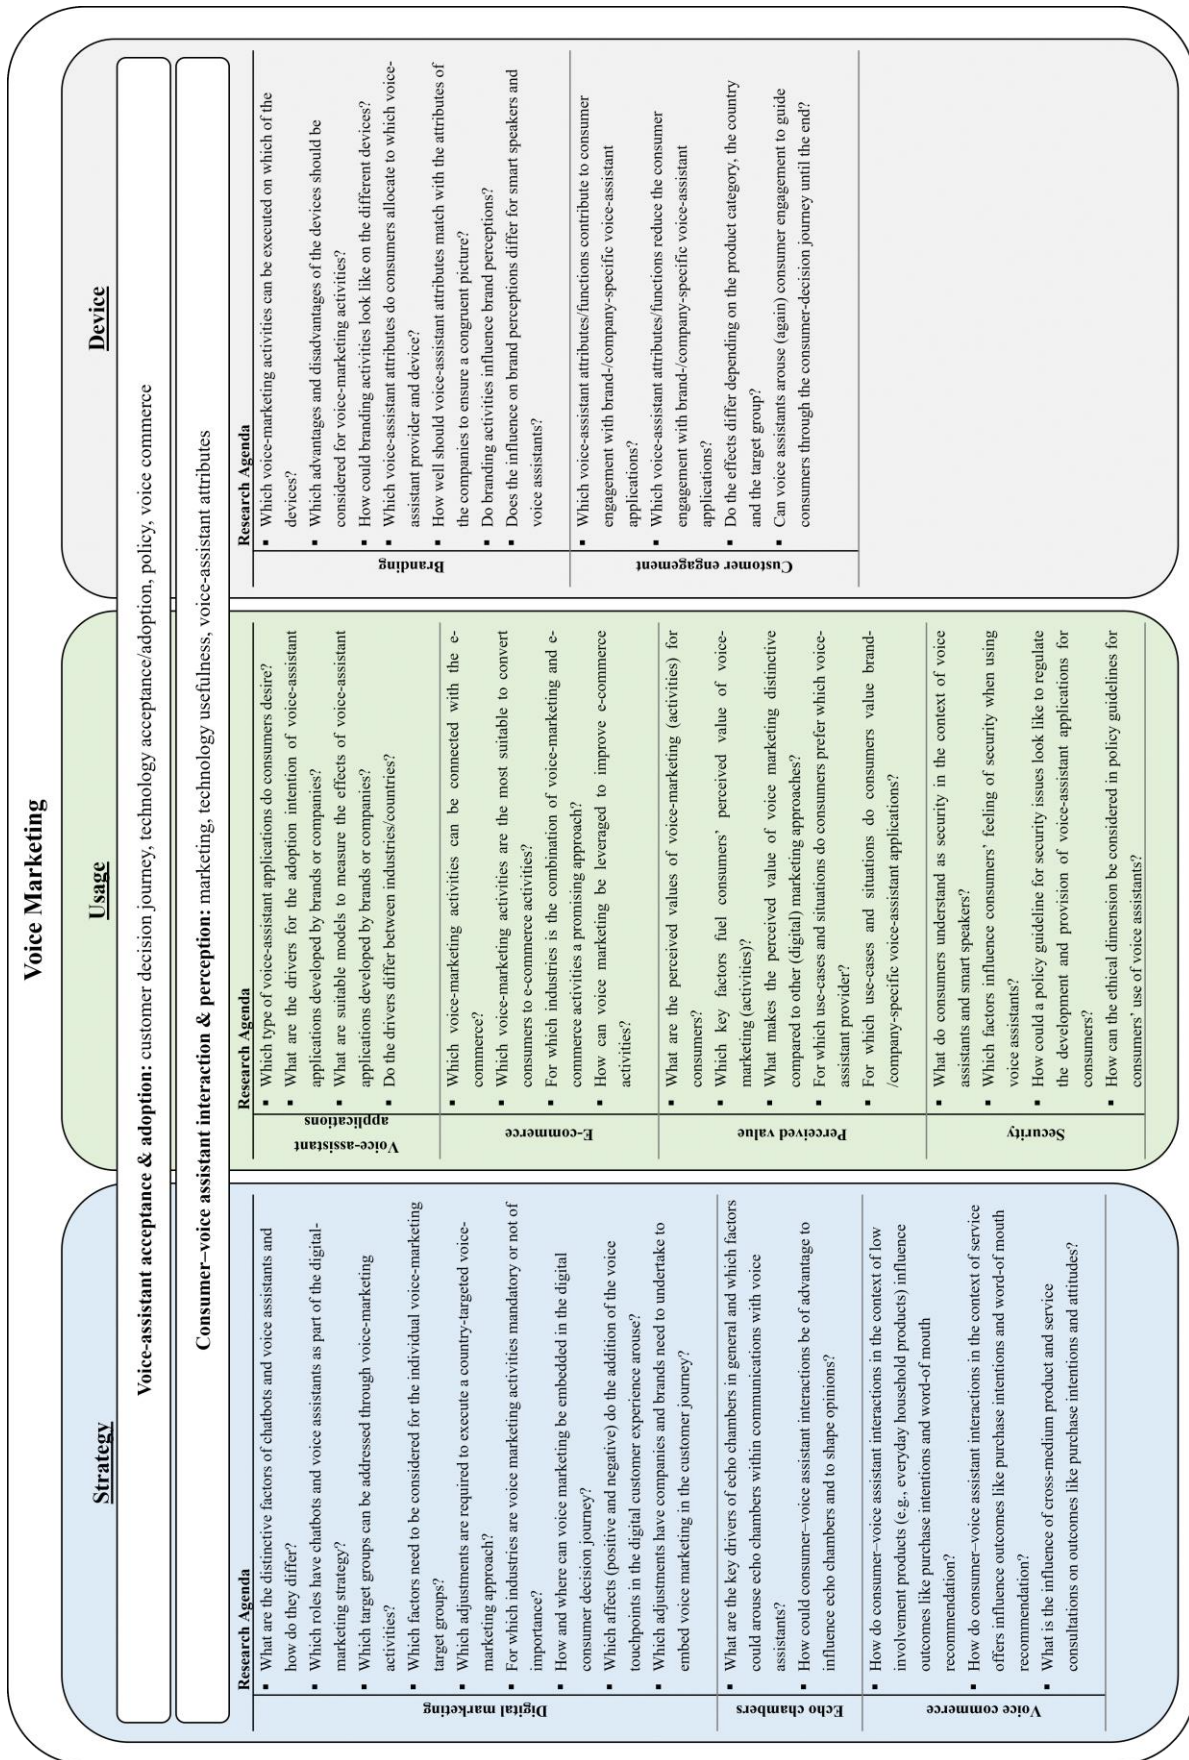 Voice Marketing
Strategy
Usage
Device
Voice-assistant acceptance & adoption: customer decision journey, technology acceptance/adoption, policy, voice commerce
Consumer–voice assistant interaction & perception: marketing, technology usefulness, voice-assistant attributes
Research Agenda
Digital marketing
▪ What are the distinctive factors of chatbots and voice assistants and
how do they differ?
▪ Which roles have chatbots and voice assistants as part of the digital-
marketing strategy?
▪ Which target groups can be addressed through voice-marketing
activities?
▪ Which factors need to be considered for the individual voice-marketing
target groups?
▪ Which adjustments are required to execute a country-targeted voice-
marketing approach?
▪ For which industries are voice marketing activities mandatory or not of
importance?
▪ How and where can voice marketing be embedded in the digital
consumer decision journey?
▪ Which affects (positive and negative) do the addition of the voice
touchpoints in the digital customer experience arouse?
▪ Which adjustments have companies and brands need to undertake to
embed voice marketing in the customer journey?
Echo chambers
▪ What are the key drivers of echo chambers in general and which factors
could arouse echo chambers within communications with voice
assistants?
▪ How could consumer–voice assistant interactions be of advantage to
influence echo chambers and to shape opinions?
Voice commerce
▪ How do consumer–voice assistant interactions in the context of low
involvement products (e.g., everyday household products) influence
outcomes like purchase intentions and word-of mouth
recommendation?
▪ How do consumer–voice assistant interactions in the context of service
offers influence outcomes like purchase intentions and word-of mouth
recommendation?
▪ What is the influence of cross-medium product and service
consultations on outcomes like purchase intentions and attitudes?
Research Agenda
Voice-assistant
applications
▪ Which type of voice-assistant applications do consumers desire?
▪ What are the drivers for the adoption intention of voice-assistant
applications developed by brands or companies?
▪ What are suitable models to measure the effects of voice-assistant
applications developed by brands or companies?
▪ Do the drivers differ between industries/countries?
E-commerce
▪ Which voice-marketing activities can be connected with the e-
commerce?
▪ Which voice-marketing activities are the most suitable to convert
consumers to e-commerce activities?
▪ For which industries is the combination of voice-marketing and e-
commerce activities a promising approach?
▪ How can voice marketing be leveraged to improve e-commerce
activities?
Perceived value
▪ What are the perceived values of voice-marketing (activities) for
consumers?
▪ Which key factors fuel consumers’ perceived value of voice-
marketing (activities)?
▪ What makes the perceived value of voice marketing distinctive
compared to other (digital) marketing approaches?
▪ For which use-cases and situations do consumers prefer which voice-
assistant provider?
▪ For which use-cases and situations do consumers value brand-
/company-specific voice-assistant applications?
Security
▪ What do consumers understand as security in the context of voice
assistants and smart speakers?
▪ Which factors influence consumers’ feeling of security when using
voice assistants?
▪ How could a policy guideline for security issues look like to regulate
the development and provision of voice-assistant applications for
consumers?
▪ How can the ethical dimension be considered in policy guidelines for
consumers’ use of voice assistants?
Research Agenda
Branding
▪ Which voice-marketing activities can be executed on which of the
devices?
▪ Which advantages and disadvantages of the devices should be
considered for voice-marketing activities?
▪ How could branding activities look like on the different devices?
▪ Which voice-assistant attributes do consumers allocate to which voice-
assistant provider and device?
▪ How well should voice-assistant attributes match with the attributes of
the companies to ensure a congruent picture?
▪ Do branding activities influence brand perceptions?
▪ Does the influence on brand perceptions differ for smart speakers and
voice assistants?
Customer engagement
▪ Which voice-assistant attributes/functions contribute to consumer
engagement with brand-/company-specific voice-assistant
applications?
▪ Which voice-assistant attributes/functions reduce the consumer
engagement with brand-/company-specific voice-assistant
applications?
▪ Do the effects differ depending on the product category, the country
and the target group?
▪ Can voice assistants arouse (again) consumer engagement to guide
consumers through the consumer-decision journey until the end?